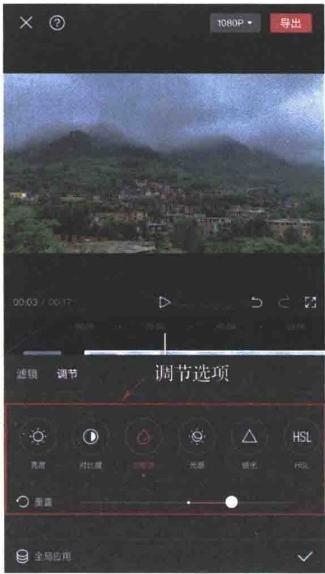 1080P
导出
00:03 / 00:17
滤镜 调节
调节选项
亮度 对比度 饱和度 光感 锐化 HSL
HSL
重置
全局应用